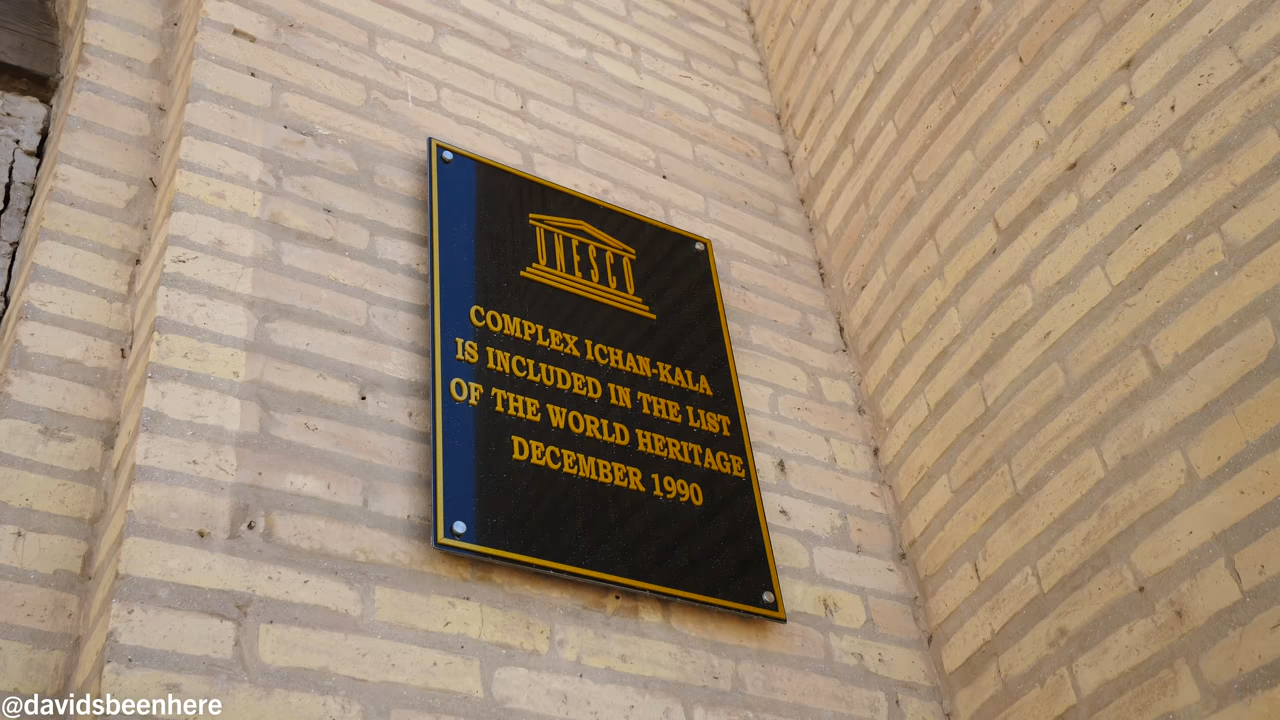 UNESCO
COMPLEX ICHAN-KALA
IS INCLUDED IN THE LIST
OF THE WORLD HERITAGE
DECEMBER 1990
@davidsbeenhere